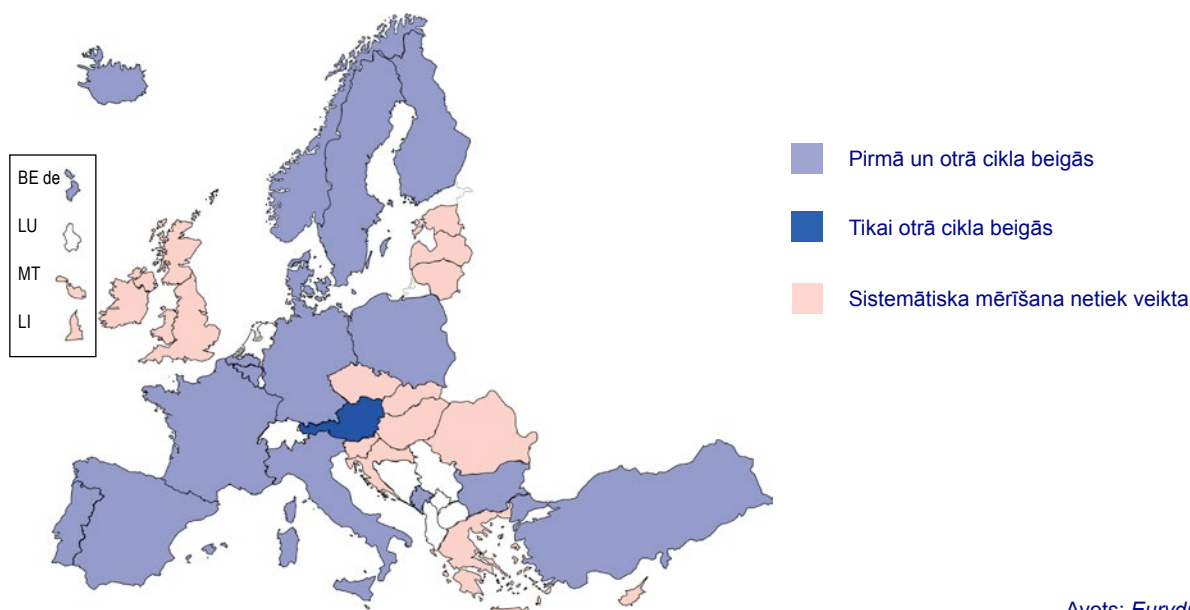 BE de
LU
MT
LI
Pirmā un otrā cikla beigās
Tikai otrā cikla beigās
Sistemātiska mērīšana netiek veikta
Avots: